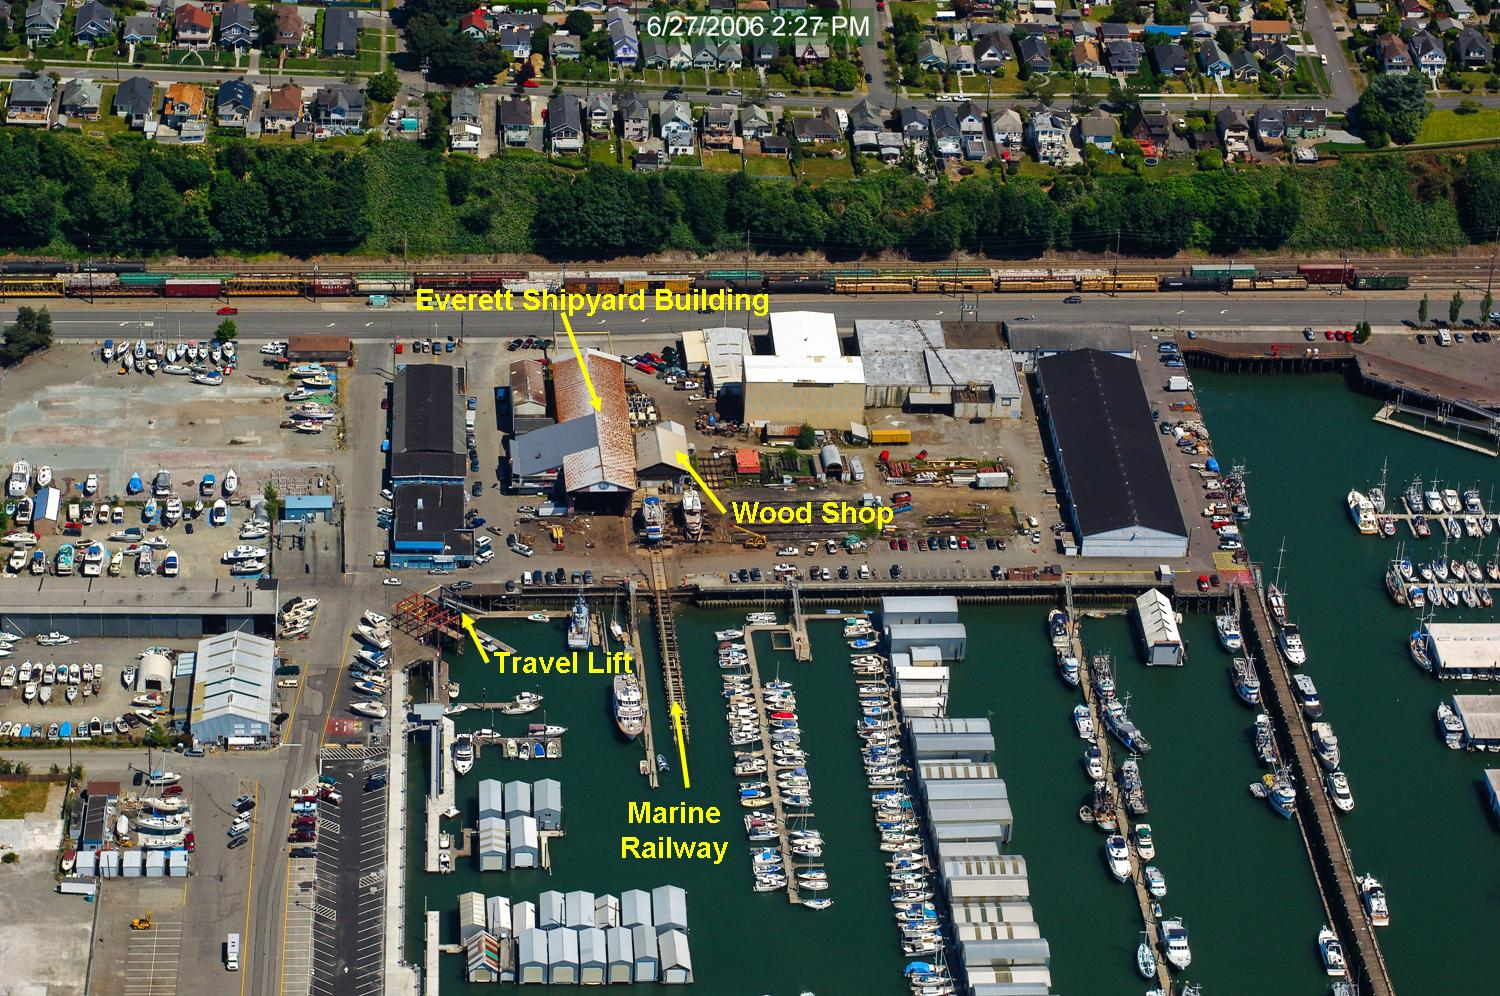 6/27/2006 2:27 PM
Everett Shipyard Building
Wood Shop
Travel Lift
Marine
Railway